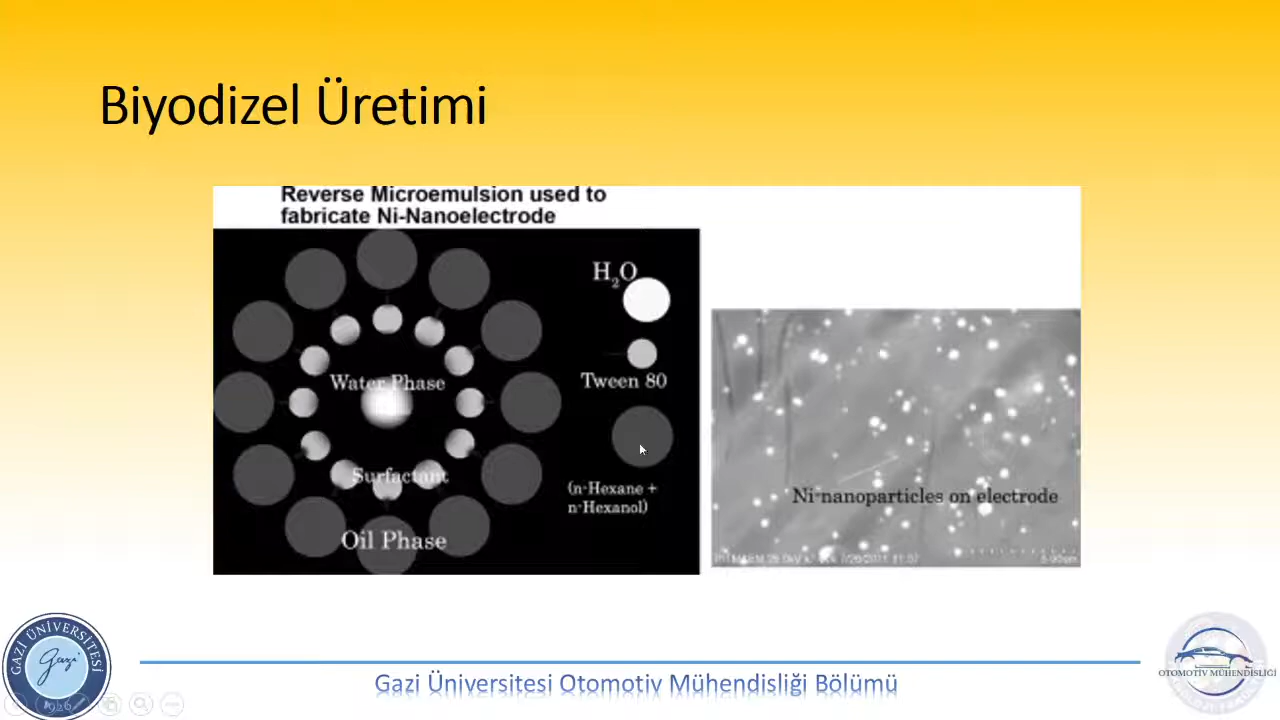 Biyodizel Üretimi
Reverse Microemulsion used to
fabricate Ni-Nanoelectrode
H₂O
Water Phase
Tween 80
Surfactant
(n-Hexane +
n-Hexanol)
Oil Phase
Ni-nanoparticles on electrode
GAZİ ÜNİVERSİTESİ
Gazi
1926
Gazi Üniversitesi Otomotiv Mühendisliği Bölümü
OTOMOTİV MÜHENDİSLİĞİ